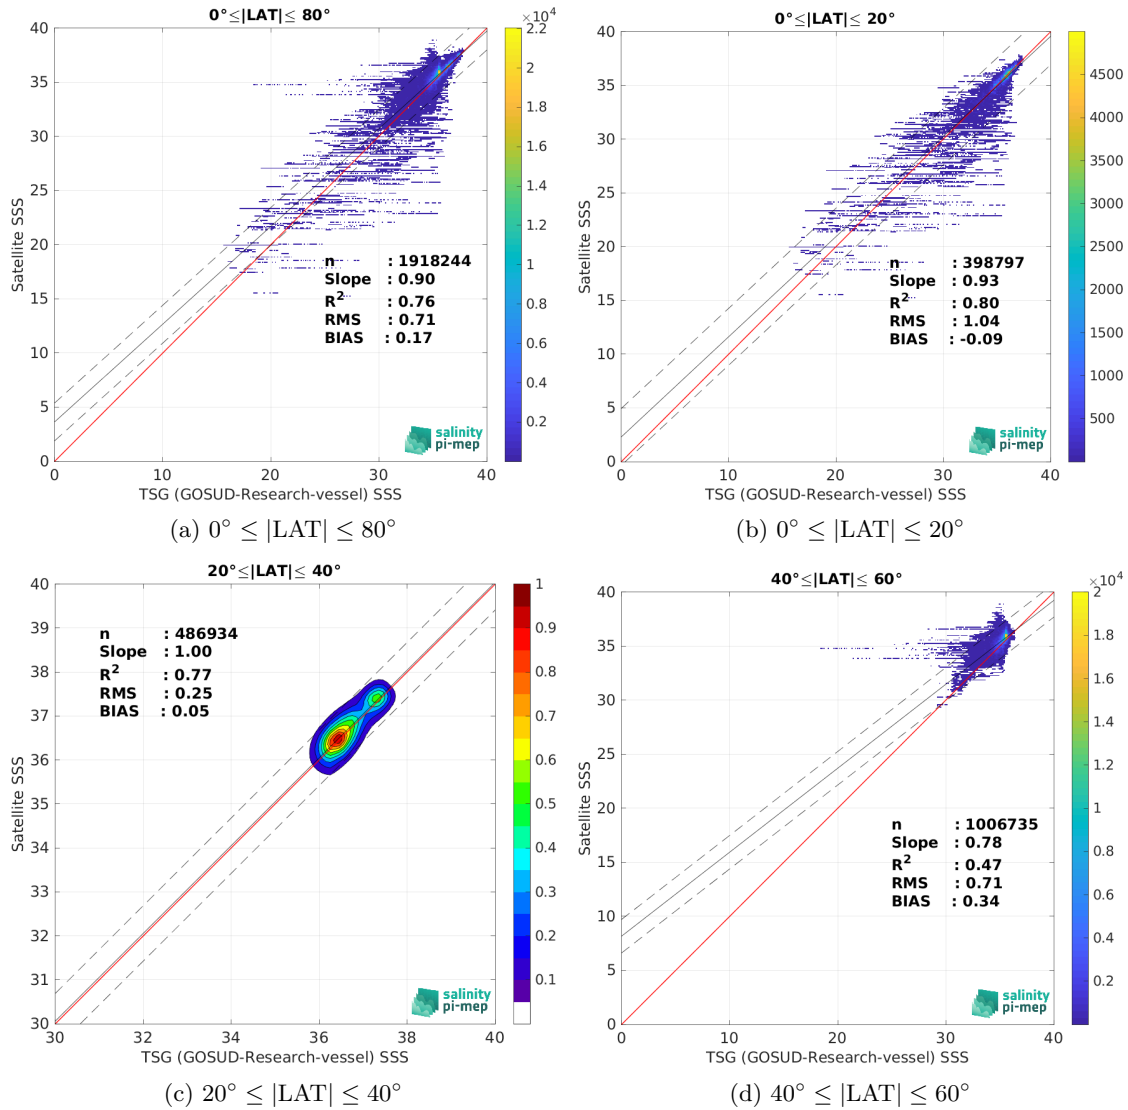 0°≤|LAT|≤ 80°
×10⁴
Satellite SSS
40
35
30
25
20
15
10
5
0
n : 1918244
Slope : 0.90
R² : 0.76
RMS : 0.71
BIAS : 0.17
salinity
pi-mep
0 10 20 30 40
TSG (GOSUD-Research-vessel) SSS
2.2
2
1.8
1.6
1.4
1.2
1
0.8
0.6
0.4
0.2
(a) 0° ≤ |LAT| ≤ 80°
0°≤|LAT|≤ 20°
Satellite SSS
40
35
30
25
20
15
10
5
0
n : 398797
Slope : 0.93
R² : 0.80
RMS : 1.04
BIAS : -0.09
salinity
pi-mep
0 10 20 30 40
TSG (GOSUD-Research-vessel) SSS
4500
4000
3500
3000
2500
2000
1500
1000
500
(b) 0° ≤ |LAT| ≤ 20°
20°≤|LAT|≤ 40°
Satellite SSS
40
39
38
37
36
35
34
33
32
31
30
n : 486934
Slope : 1.00
R² : 0.77
RMS : 0.25
BIAS : 0.05
salinity
pi-mep
30 32 34 36 38 40
TSG (GOSUD-Research-vessel) SSS
1
0.9
0.8
0.7
0.6
0.5
0.4
0.3
0.2
0.1
(c) 20° ≤ |LAT| ≤ 40°
40°≤|LAT|≤ 60°
×10⁴
Satellite SSS
40
35
30
25
20
15
10
5
0
n : 1006735
Slope : 0.78
R² : 0.47
RMS : 0.71
BIAS : 0.34
salinity
pi-mep
0 10 20 30 40
TSG (GOSUD-Research-vessel) SSS
2
1.8
1.6
1.4
1.2
1
0.8
0.6
0.4
0.2
(d) 40° ≤ |LAT| ≤ 60°